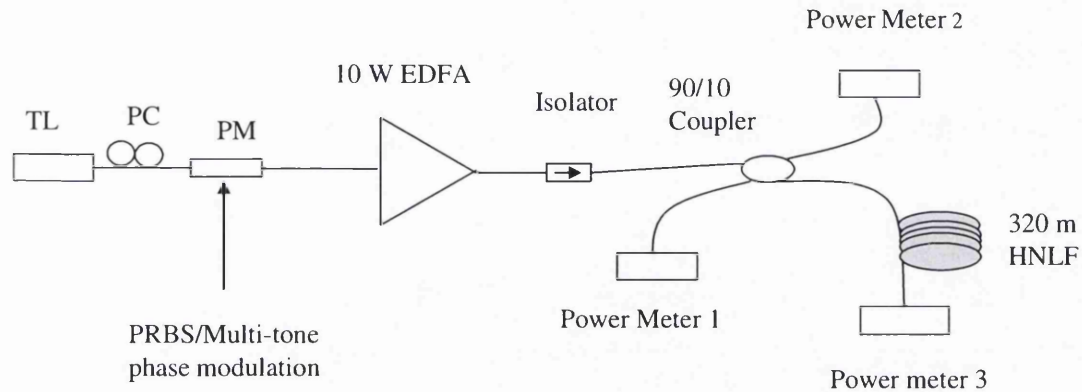 Power Meter 2
10 W EDFA
Isolator
90/10
Coupler
TL
PC
PM
320 m
HNLF
Power Meter 1
PRBS/Multi-tone
phase modulation
Power meter 3